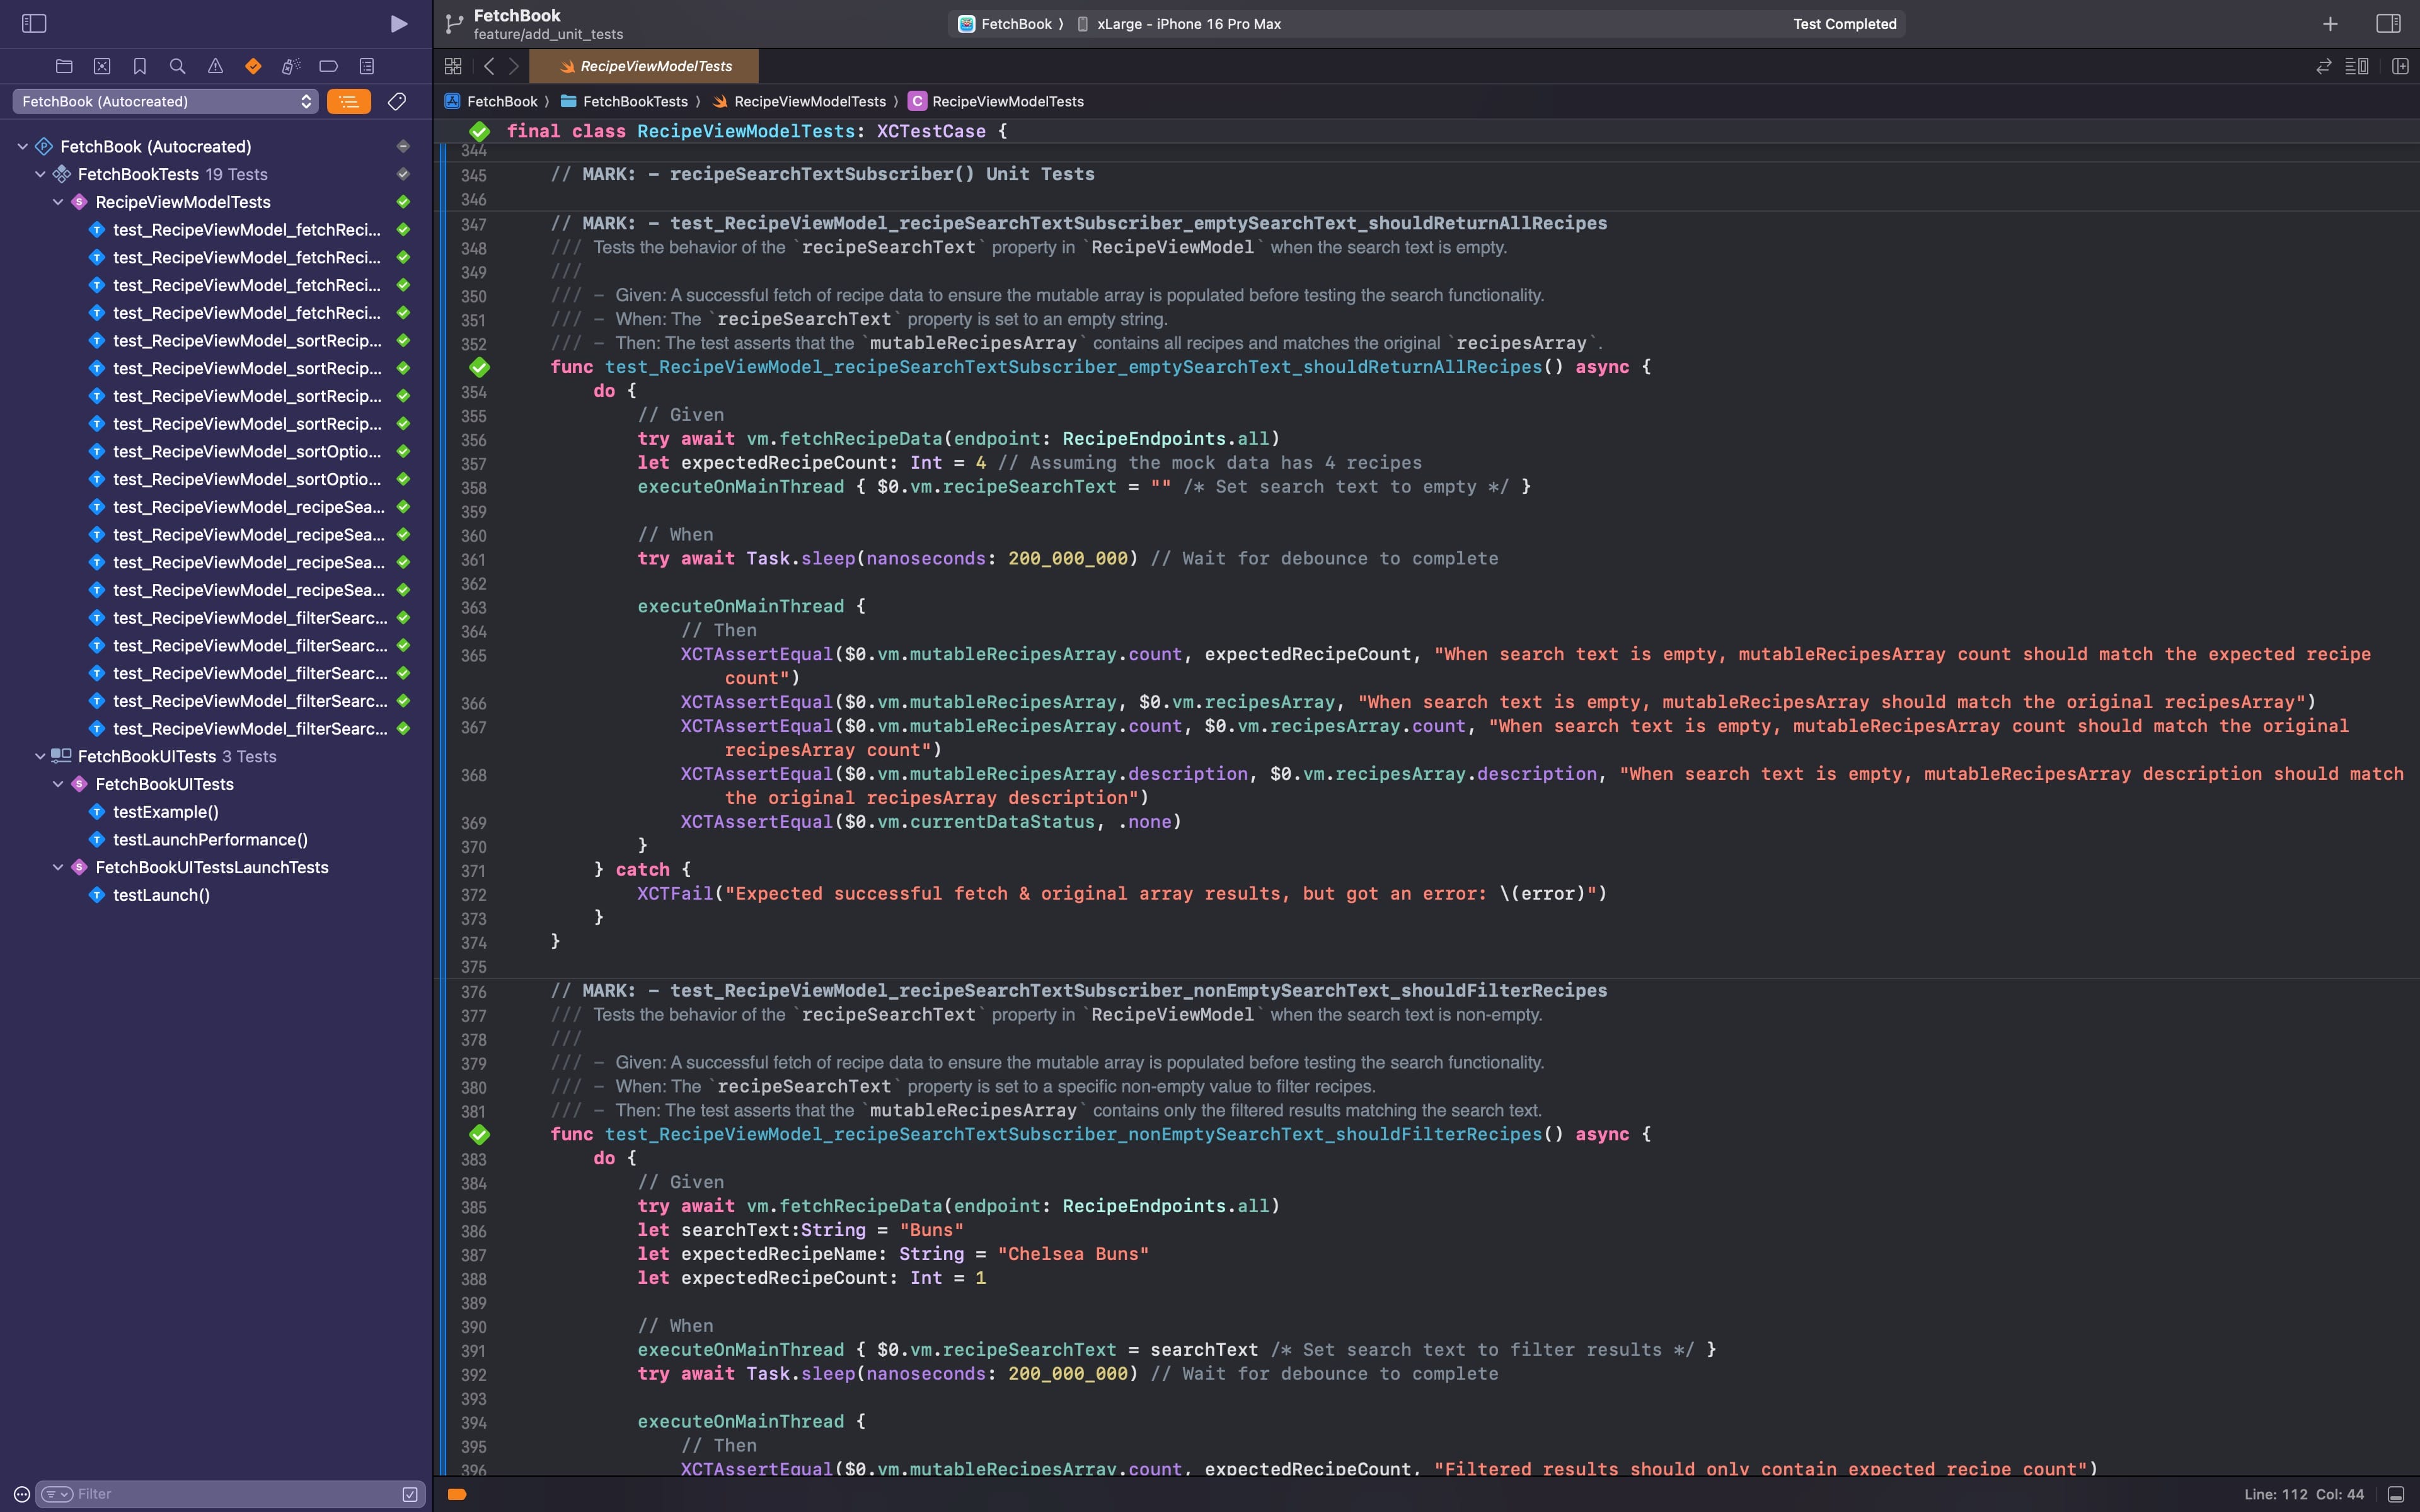 FetchBook
feature/add_unit_tests
FetchBook ⟩ xLarge - iPhone 16 Pro Max
Test Completed
RecipeViewModelTests
FetchBook (Autocreated)
FetchBook ⟩ FetchBookTests ⟩ RecipeViewModelTests ⟩ C RecipeViewModelTests
FetchBook (Autocreated)
FetchBookTests 19 Tests
RecipeViewModelTests
test_RecipeViewModel_fetchReci...
test_RecipeViewModel_fetchReci...
test_RecipeViewModel_fetchReci...
test_RecipeViewModel_fetchReci...
test_RecipeViewModel_sortRecip...
test_RecipeViewModel_sortRecip...
test_RecipeViewModel_sortRecip...
test_RecipeViewModel_sortRecip...
test_RecipeViewModel_sortOptio...
test_RecipeViewModel_sortOptio...
test_RecipeViewModel_recipeSea...
test_RecipeViewModel_recipeSea...
test_RecipeViewModel_recipeSea...
test_RecipeViewModel_recipeSea...
test_RecipeViewModel_filterSearc...
test_RecipeViewModel_filterSearc...
test_RecipeViewModel_filterSearc...
test_RecipeViewModel_filterSearc...
test_RecipeViewModel_filterSearc...
FetchBookUITests 3 Tests
FetchBookUITests
testExample()
testLaunchPerformance()
FetchBookUITestsLaunchTests
testLaunch()
Filter
final class RecipeViewModelTests: XCTestCase {
344
345 // MARK: - recipeSearchTextSubscriber() Unit Tests
346
347 // MARK: - test_RecipeViewModel_recipeSearchTextSubscriber_emptySearchText_shouldReturnAllRecipes
348 /// Tests the behavior of the `recipeSearchText` property in `RecipeViewModel` when the search text is empty.
349 ///
350 /// - Given: A successful fetch of recipe data to ensure the mutable array is populated before testing the search functionality.
351 /// - When: The `recipeSearchText` property is set to an empty string.
352 /// - Then: The test asserts that the `mutableRecipesArray` contains all recipes and matches the original `recipesArray`.
func test_RecipeViewModel_recipeSearchTextSubscriber_emptySearchText_shouldReturnAllRecipes() async {
354 do {
355 // Given
356 try await vm.fetchRecipeData(endpoint: RecipeEndpoints.all)
357 let expectedRecipeCount: Int = 4 // Assuming the mock data has 4 recipes
358 executeOnMainThread { $0.vm.recipeSearchText = "" /* Set search text to empty */ }
359
360 // When
361 try await Task.sleep(nanoseconds: 200_000_000) // Wait for debounce to complete
362
363 executeOnMainThread {
364 // Then
365 XCTAssertEqual($0.vm.mutableRecipesArray.count, expectedRecipeCount, "When search text is empty, mutableRecipesArray count should match the expected recipe
count")
366 XCTAssertEqual($0.vm.mutableRecipesArray, $0.vm.recipesArray, "When search text is empty, mutableRecipesArray should match the original recipesArray")
367 XCTAssertEqual($0.vm.mutableRecipesArray.count, $0.vm.recipesArray.count, "When search text is empty, mutableRecipesArray count should match the original
recipesArray count")
368 XCTAssertEqual($0.vm.mutableRecipesArray.description, $0.vm.recipesArray.description, "When search text is empty, mutableRecipesArray description should match
the original recipesArray description")
369 XCTAssertEqual($0.vm.currentDataStatus, .none)
370 }
371 } catch {
372 XCTFail("Expected successful fetch & original array results, but got an error: \(error)")
373 }
374 }
375
376 // MARK: - test_RecipeViewModel_recipeSearchTextSubscriber_nonEmptySearchText_shouldFilterRecipes
377 /// Tests the behavior of the `recipeSearchText` property in `RecipeViewModel` when the search text is non-empty.
378 ///
379 /// - Given: A successful fetch of recipe data to ensure the mutable array is populated before testing the search functionality.
380 /// - When: The `recipeSearchText` property is set to a specific non-empty value to filter recipes.
381 /// - Then: The test asserts that the `mutableRecipesArray` contains only the filtered results matching the search text.
func test_RecipeViewModel_recipeSearchTextSubscriber_nonEmptySearchText_shouldFilterRecipes() async {
383 do {
384 // Given
385 try await vm.fetchRecipeData(endpoint: RecipeEndpoints.all)
386 let searchText:String = "Buns"
387 let expectedRecipeName: String = "Chelsea Buns"
388 let expectedRecipeCount: Int = 1
389
390 // When
391 executeOnMainThread { $0.vm.recipeSearchText = searchText /* Set search text to filter results */ }
392 try await Task.sleep(nanoseconds: 200_000_000) // Wait for debounce to complete
393
394 executeOnMainThread {
395 // Then
396 XCTAssertEqual($0.vm.mutableRecipesArray.count, expectedRecipeCount, "Filtered results should only contain expected recipe count")
Line: 112 Col: 44